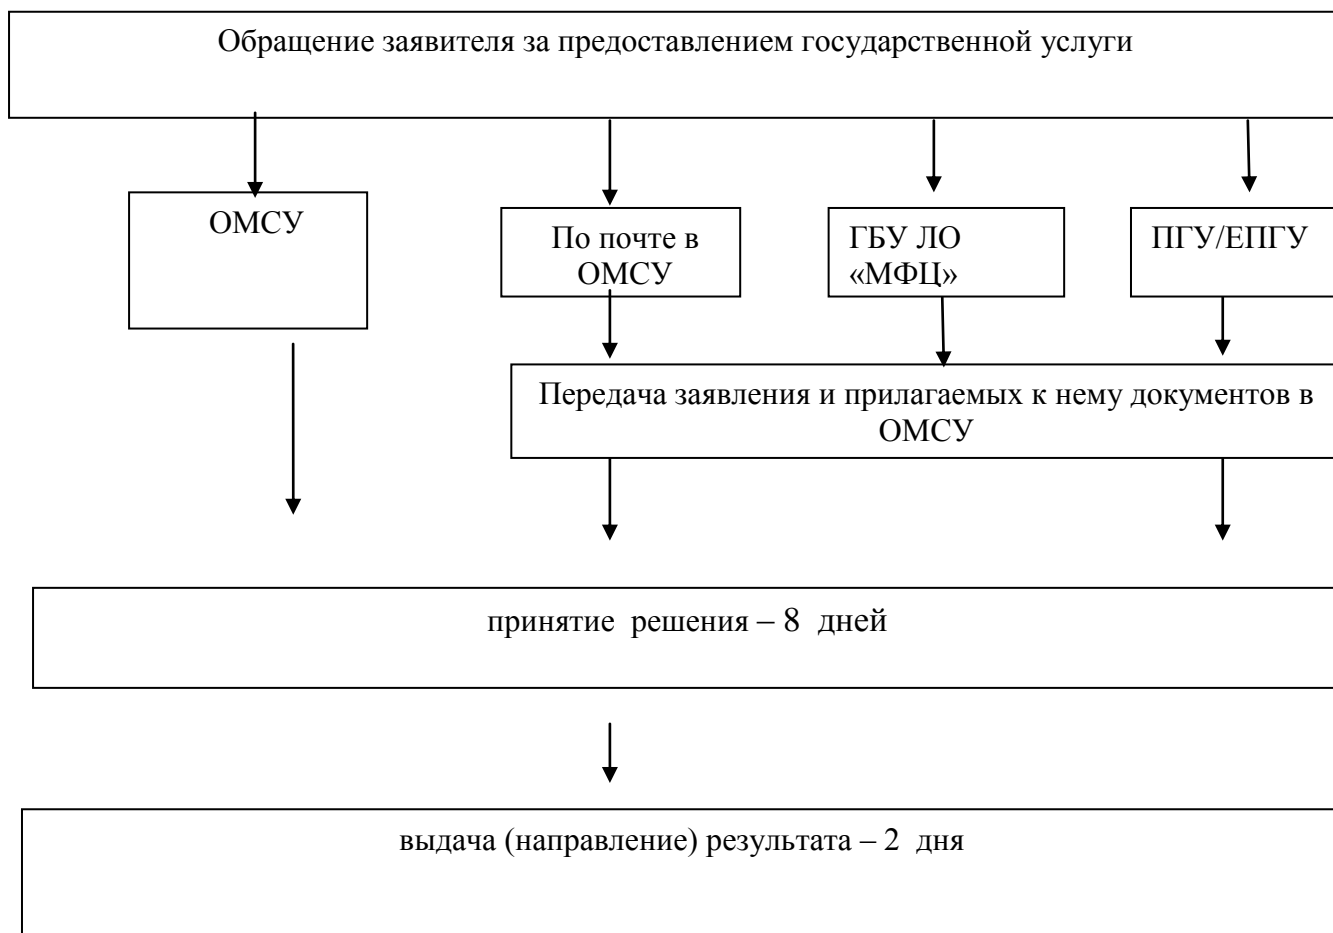 Обращение заявителя за предоставлением государственной услуги
ОМСУ
По почте в
ОМСУ
ГБУ ЛО
«МФЦ»
ПГУ/ЕПГУ
Передача заявления и прилагаемых к нему документов в
ОМСУ
принятие решения – 8 дней
выдача (направление) результата – 2 дня